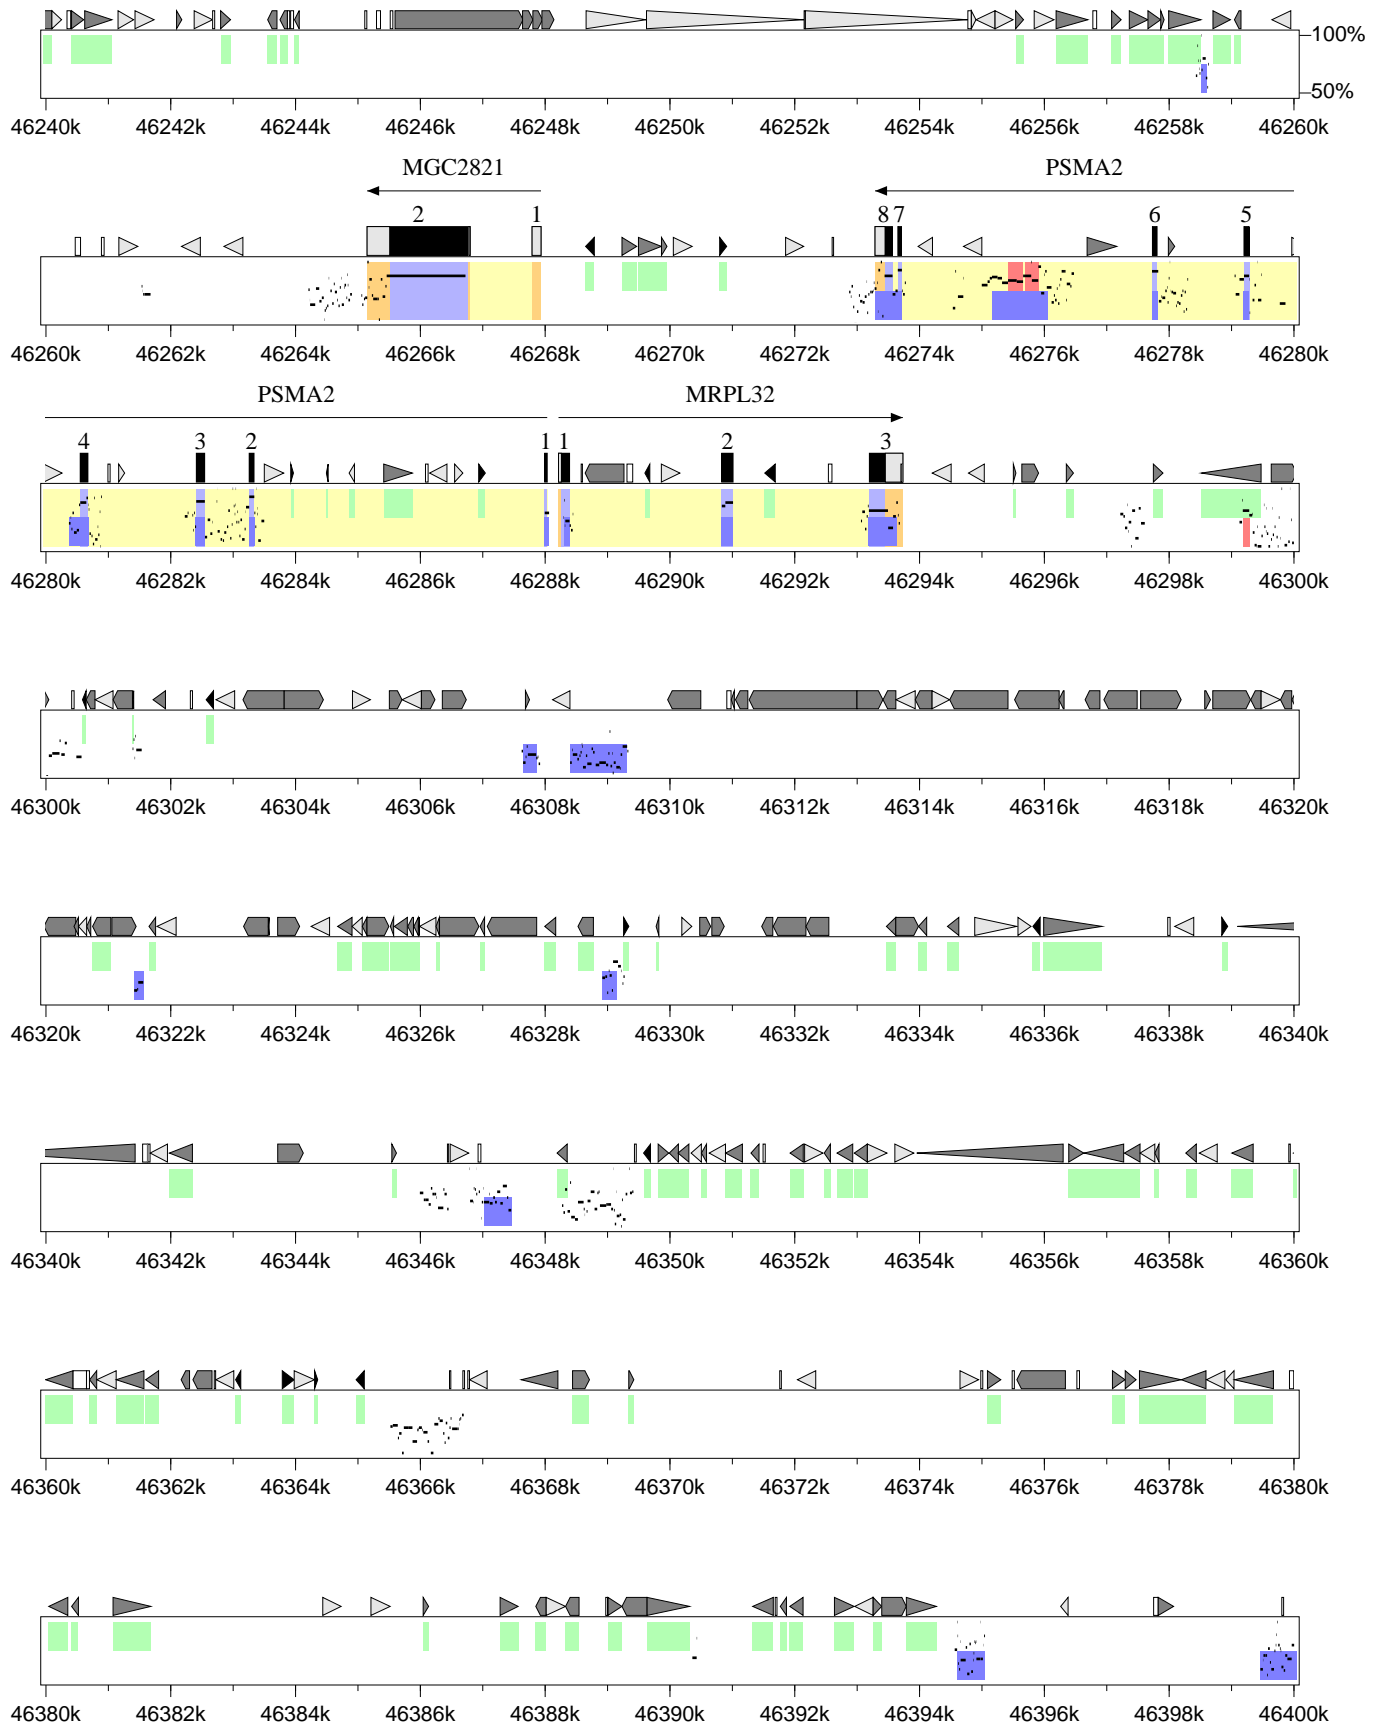 100%
50%
46240k 46242k 46244k 46246k 46248k 46250k 46252k 46254k 46256k 46258k 46260k
MGC2821 PSMA2
2 1 8 7 6 5
46260k 46262k 46264k 46266k 46268k 46270k 46272k 46274k 46276k 46278k 46280k
PSMA2 MRPL32
4 3 2 1 1 2 3
46280k 46282k 46284k 46286k 46288k 46290k 46292k 46294k 46296k 46298k 46300k
46300k 46302k 46304k 46306k 46308k 46310k 46312k 46314k 46316k 46318k 46320k
46320k 46322k 46324k 46326k 46328k 46330k 46332k 46334k 46336k 46338k 46340k
46340k 46342k 46344k 46346k 46348k 46350k 46352k 46354k 46356k 46358k 46360k
46360k 46362k 46364k 46366k 46368k 46370k 46372k 46374k 46376k 46378k 46380k
46380k 46382k 46384k 46386k 46388k 46390k 46392k 46394k 46396k 46398k 46400k